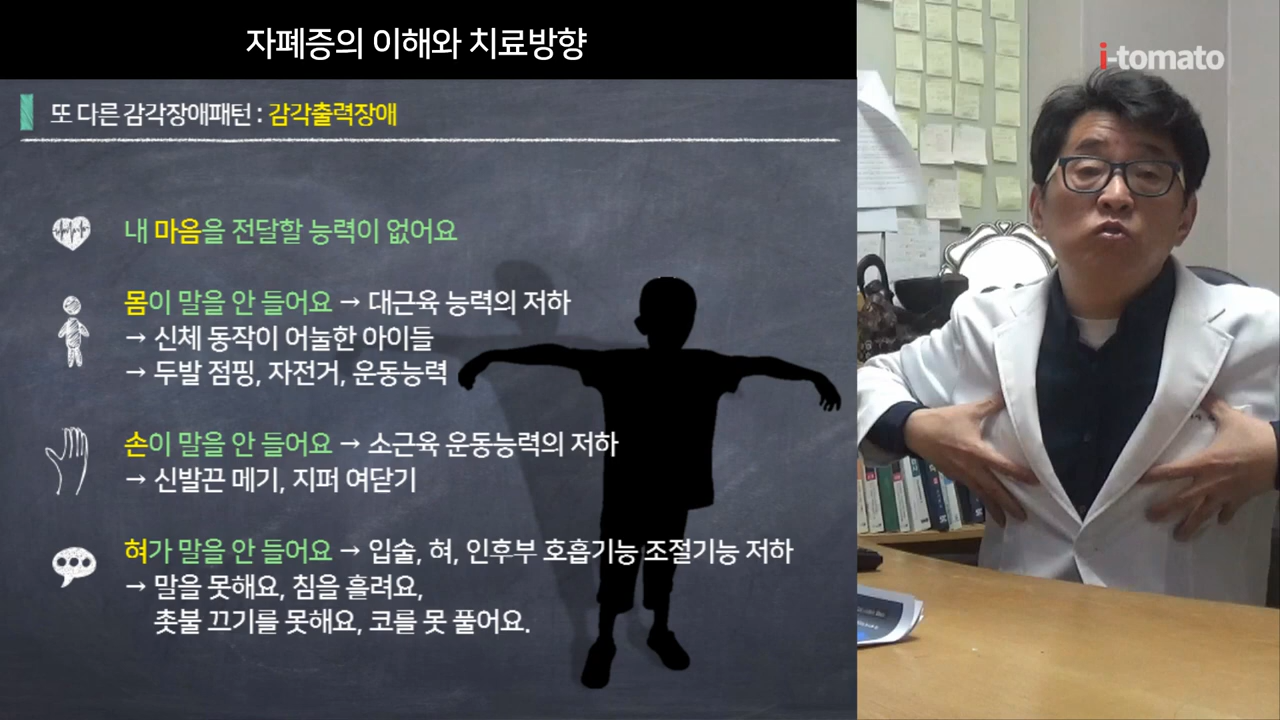 자폐증의 이해와 치료방향
i-tomato
또 다른 감각장애패턴 : 감각출력장애
내 마음을 전달할 능력이 없어요
몸이 말을 안 들어요 → 대근육 능력의 저하
→ 신체 동작이 어눌한 아이들
→ 두발 점핑, 자전거, 운동능력
손이 말을 안 들어요 → 소근육 운동능력의 저하
→ 신발끈 메기, 지퍼 여닫기
혀가 말을 안 들어요 → 입술, 혀, 인후부 호흡기능 조절기능 저하
→ 말을 못해요, 침을 흘려요,
촛불 끄기를 못해요, 코를 못 풀어요.